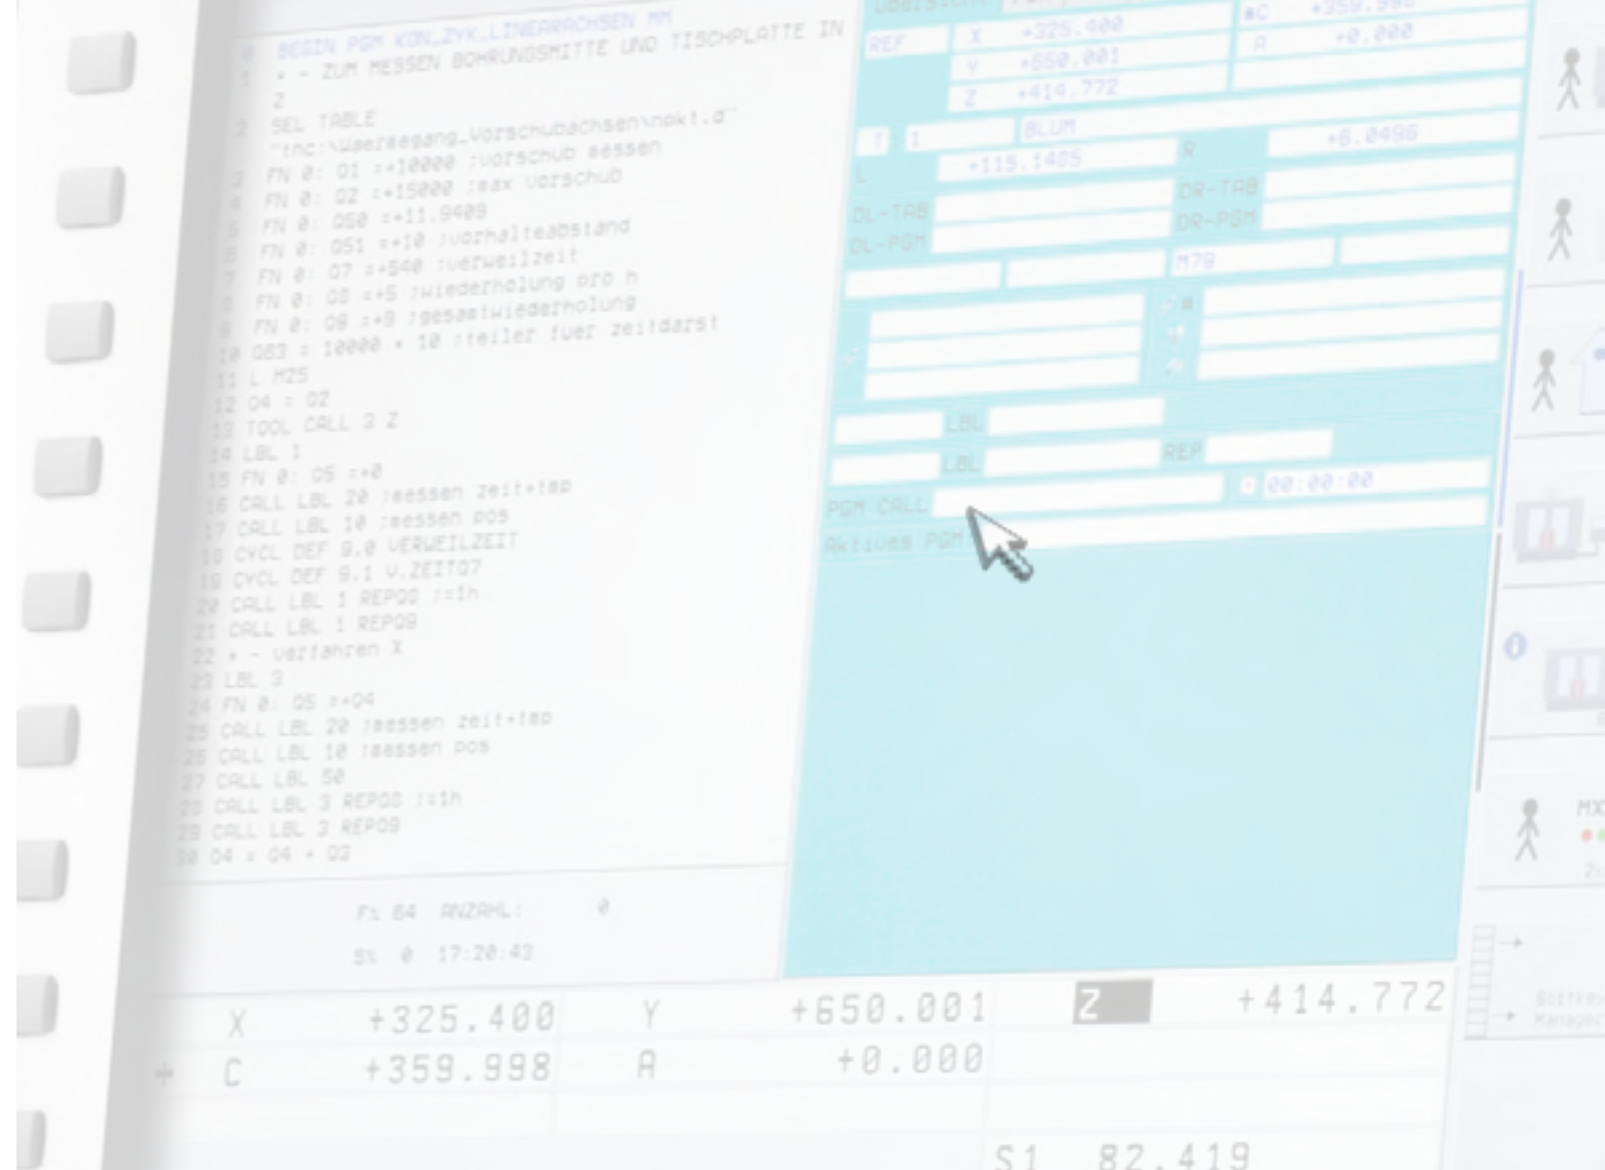 0 BEGIN PGM KON_ZYK_LINEARACHSEN MM
1 * - ZUM MESSEN BOHRUNGSMITTE UND TISCHPLATTE IN
Z
2 SEL TABLE
"tnc:\Waermegang_Vorschubachsen\npkt.d"
3 FN 0: Q1 =+10000 ;vorschub messen
4 FN 0: Q2 =+15000 ;max vorschub
5 FN 0: Q50 =+11.9409
6 FN 0: Q51 =+10 ;vorhalteabstand
7 FN 0: Q7 =+540 ;verweilzeit
8 FN 0: Q8 =+5 ;wiederholung pro h
9 FN 0: Q9 =+9 ;gesamtwiederholung
10 Q63 = 10000 * 10 ;teiler fuer zeitdarst
11 L M25
12 Q4 = Q2
13 TOOL CALL 3 Z
14 LBL 1
15 FN 0: Q5 =+0
16 CALL LBL 20 ;messen zeit+tmp
17 CALL LBL 10 ;messen pos
18 CYCL DEF 9.0 VERWEILZEIT
19 CYCL DEF 9.1 V.ZEITQ7
20 CALL LBL 1 REPQ8 ;=1h
21 CALL LBL 1 REPQ9
22 * - verfahren X
23 LBL 3
24 FN 0: Q5 =+Q4
25 CALL LBL 20 ;messen zeit+tmp
26 CALL LBL 10 ;messen pos
27 CALL LBL 50
28 CALL LBL 3 REPQ8 ;=1h
29 CALL LBL 3 REPQ9
30 Q4 = Q4 + Q3
F% 64 ANZAHL: 0
S% 0 17:20:43
Übersicht
REF X +325.400 *C +359.998
Y +650.001 A +0.000
Z +414.772
T : 1 BLUM
L +115.1485 R +6.0496
DL-TAB DR-TAB
DL-PGM DR-PGM
M79
LBL
LBL REP
PGM CALL 00:00:00
Aktives PGM
X +325.400 Y +650.001 Z +414.772
+ C +359.998 A +0.000
S1 82.419
MX
Manager